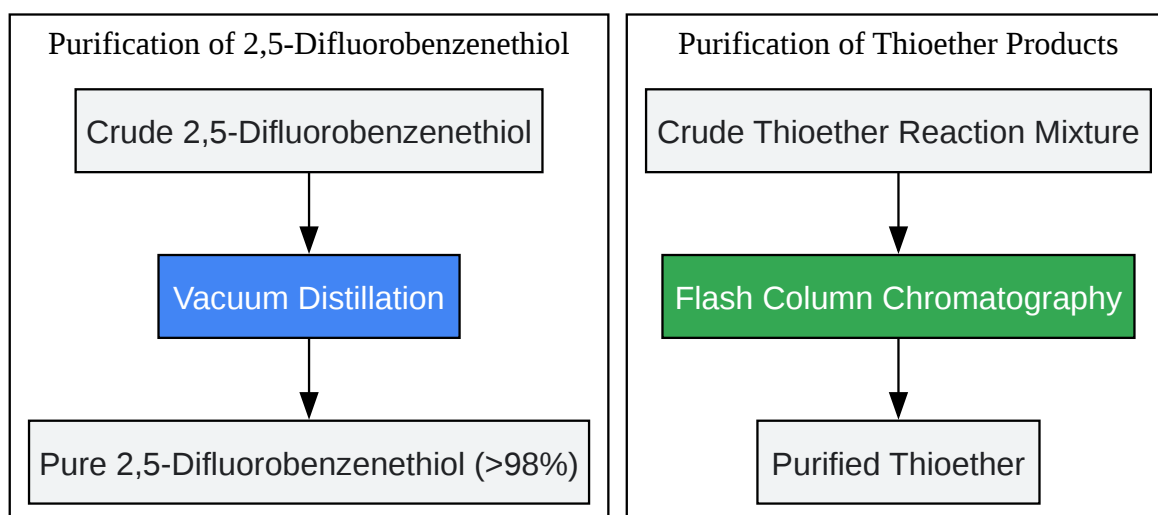 Purification of 2,5-Difluorobenzenethiol
Crude 2,5-Difluorobenzenethiol
Vacuum Distillation
Pure 2,5-Difluorobenzenethiol (>98%)
Purification of Thioether Products
Crude Thioether Reaction Mixture
Flash Column Chromatography
Purified Thioether